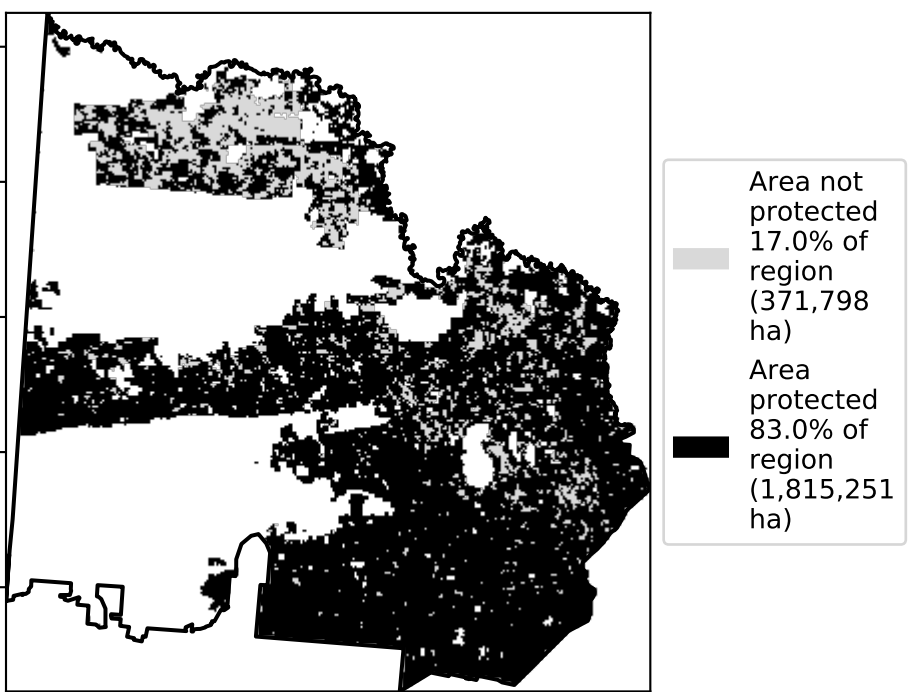 Area not
protected
17.0% of
region
(371,798
ha)
Area
protected
83.0% of
region
(1,815,251
ha)